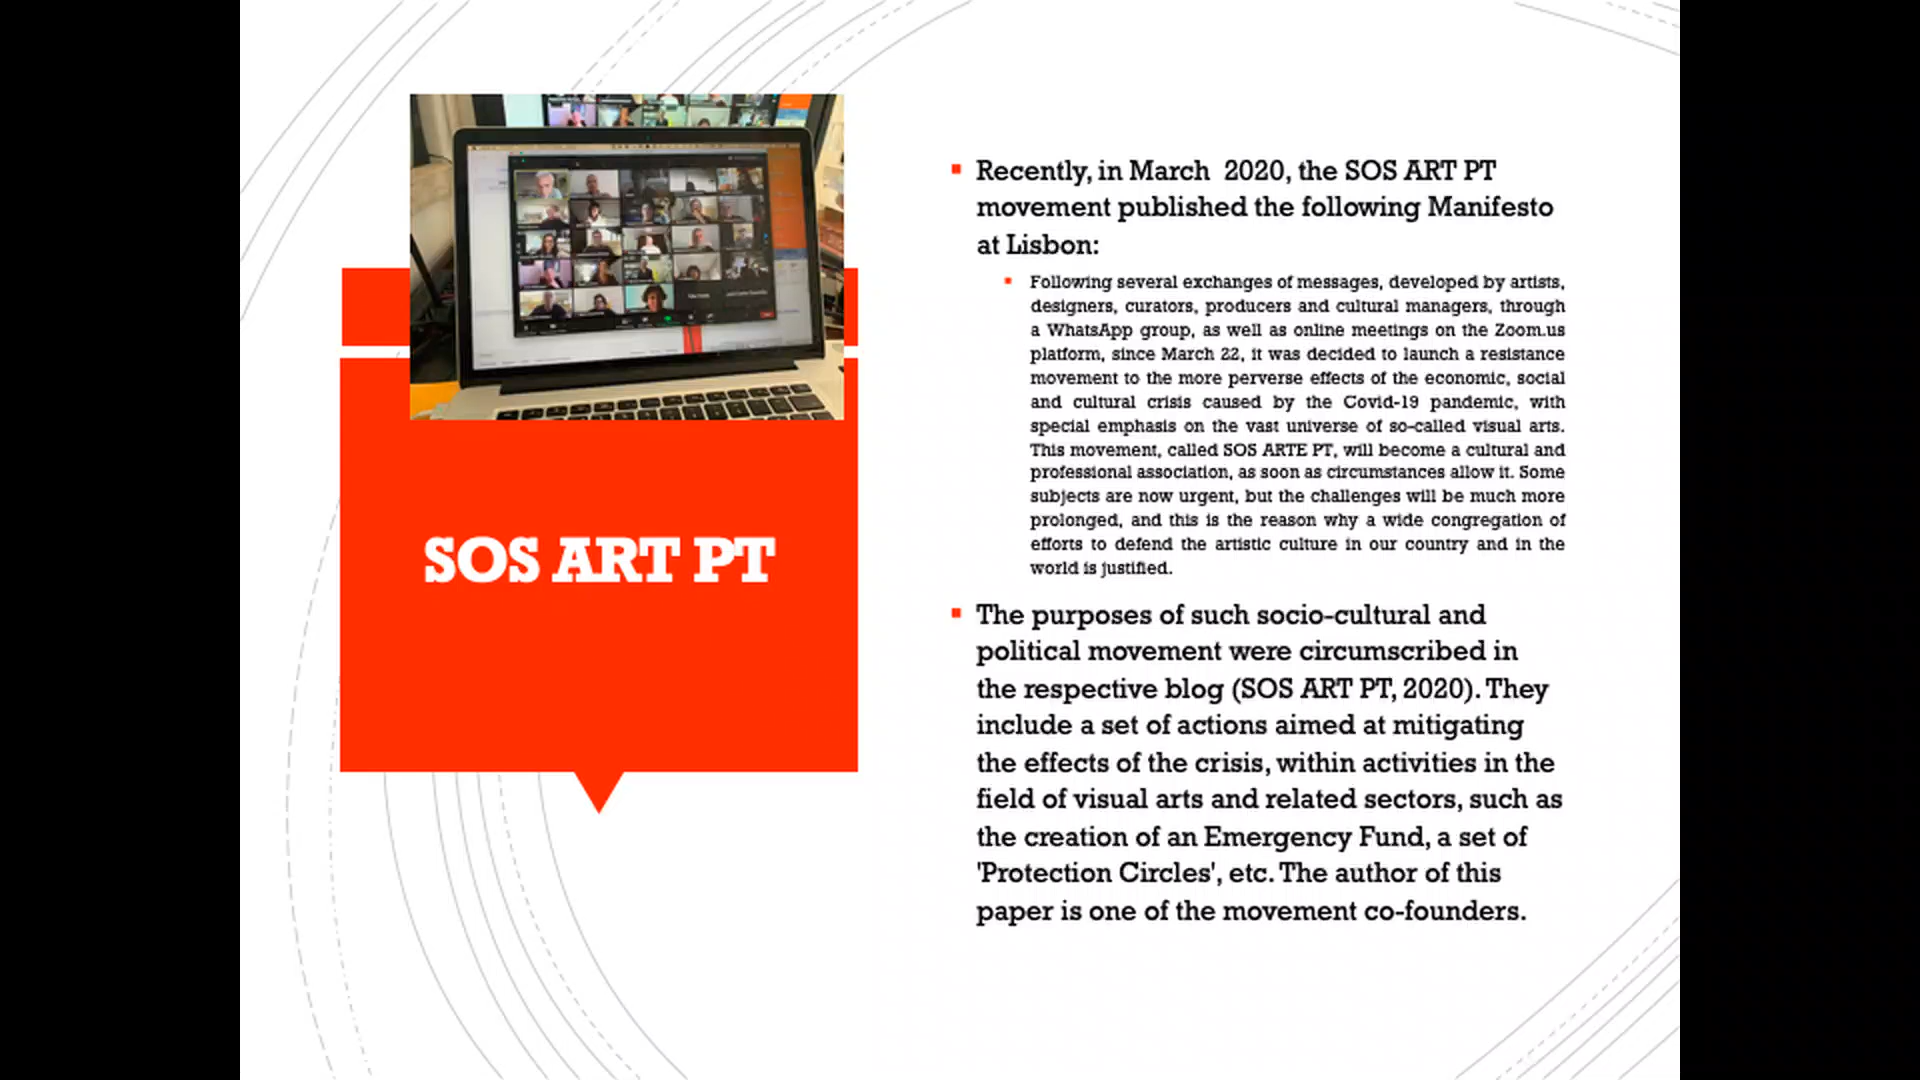 SOS ART PT
Recently, in March 2020, the SOS ART PT
movement published the following Manifesto
at Lisbon:
Following several exchanges of messages, developed by artists,
designers, curators, producers and cultural managers, through
a WhatsApp group, as well as online meetings on the Zoom.us
platform, since March 22, it was decided to launch a resistance
movement to the more perverse effects of the economic, social
and cultural crisis caused by the Covid-19 pandemic, with
special emphasis on the vast universe of so-called visual arts.
This movement, called SOS ARTE PT, will become a cultural and
professional association, as soon as circumstances allow it. Some
subjects are now urgent, but the challenges will be much more
prolonged, and this is the reason why a wide congregation of
efforts to defend the artistic culture in our country and in the
world is justified.
The purposes of such socio-cultural and
political movement were circumscribed in
the respective blog (SOS ART PT, 2020). They
include a set of actions aimed at mitigating
the effects of the crisis, within activities in the
field of visual arts and related sectors, such as
the creation of an Emergency Fund, a set of
'Protection Circles', etc. The author of this
paper is one of the movement co-founders.